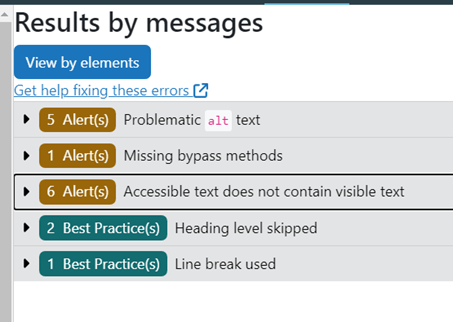 Results by messages
View by elements
Get help fixing these errors
5 Alert(s) Problematic alt text
1 Alert(s) Missing bypass methods
6 Alert(s) Accessible text does not contain visible text
2 Best Practice(s) Heading level skipped
1 Best Practice(s) Line break used